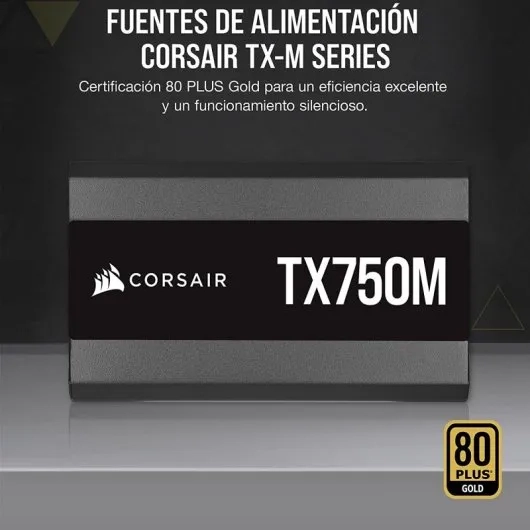 FUENTES DE ALIMENTACIÓN
CORSAIR TX-M SERIES
Certificación 80 PLUS Gold para un eficiencia excelente
y un funcionamiento silencioso.
CORSAIR
TX750M
80
PLUS
GOLD